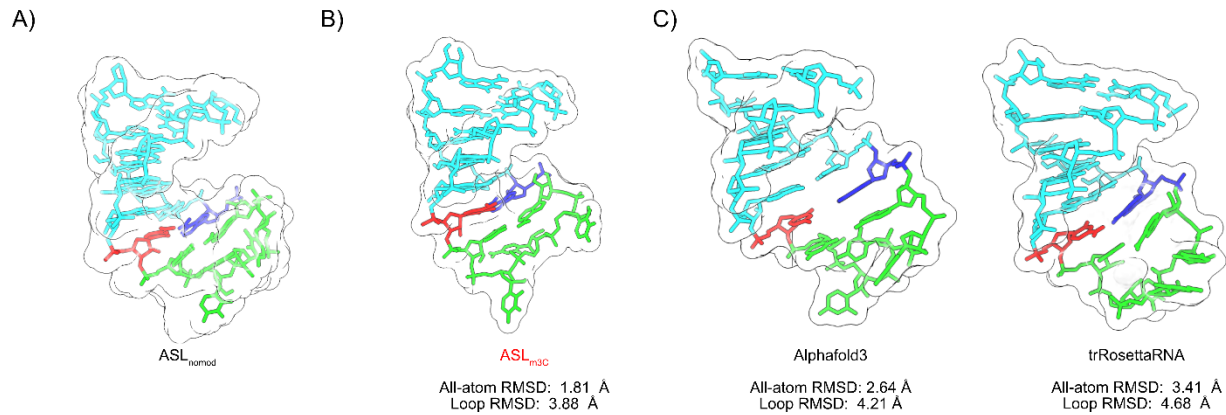 A)
B)
C)
ASLnomod
ASLm3C
Alphafold3
trRosettaRNA
All-atom RMSD: 1.81 Å
Loop RMSD: 3.88 Å
All-atom RMSD: 2.64 Å
Loop RMSD: 4.21 Å
All-atom RMSD: 3.41 Å
Loop RMSD: 4.68 Å